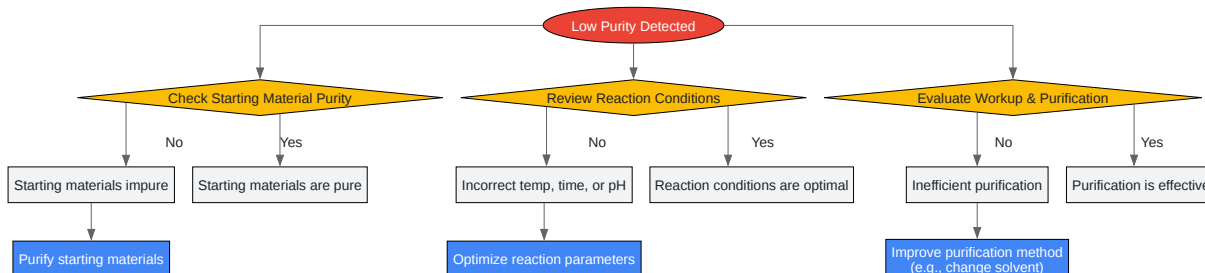 Low Purity Detected
Check Starting Material Purity
Review Reaction Conditions
Evaluate Workup & Purification
No
Yes
No
Yes
No
Yes
Starting materials impure
Starting materials are pure
Incorrect temp, time, or pH
Reaction conditions are optimal
Inefficient purification
Purification is effective
Purify starting materials
Optimize reaction parameters
Improve purification method
(e.g., change solvent)